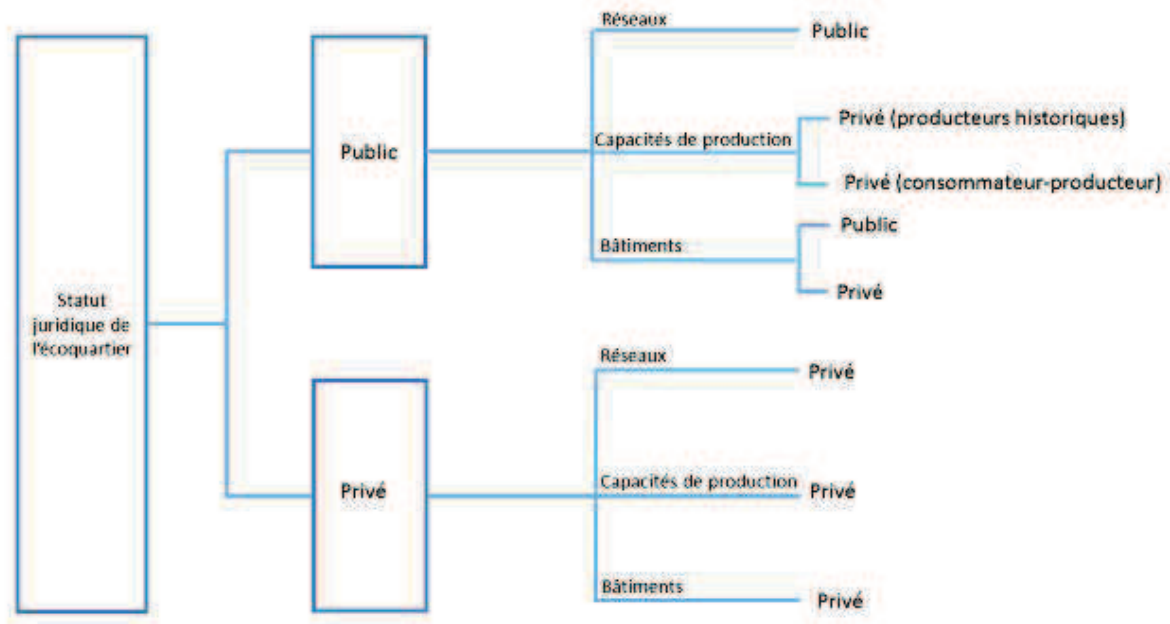 Statut
juridique de
l'écoquartier
Public
Réseaux
Public
Capacités de production
Privé (producteurs historiques)
Privé (consommateur-producteur)
Bâtiments
Public
Privé
Privé
Réseaux
Privé
Capacités de production
Privé
Bâtiments
Privé